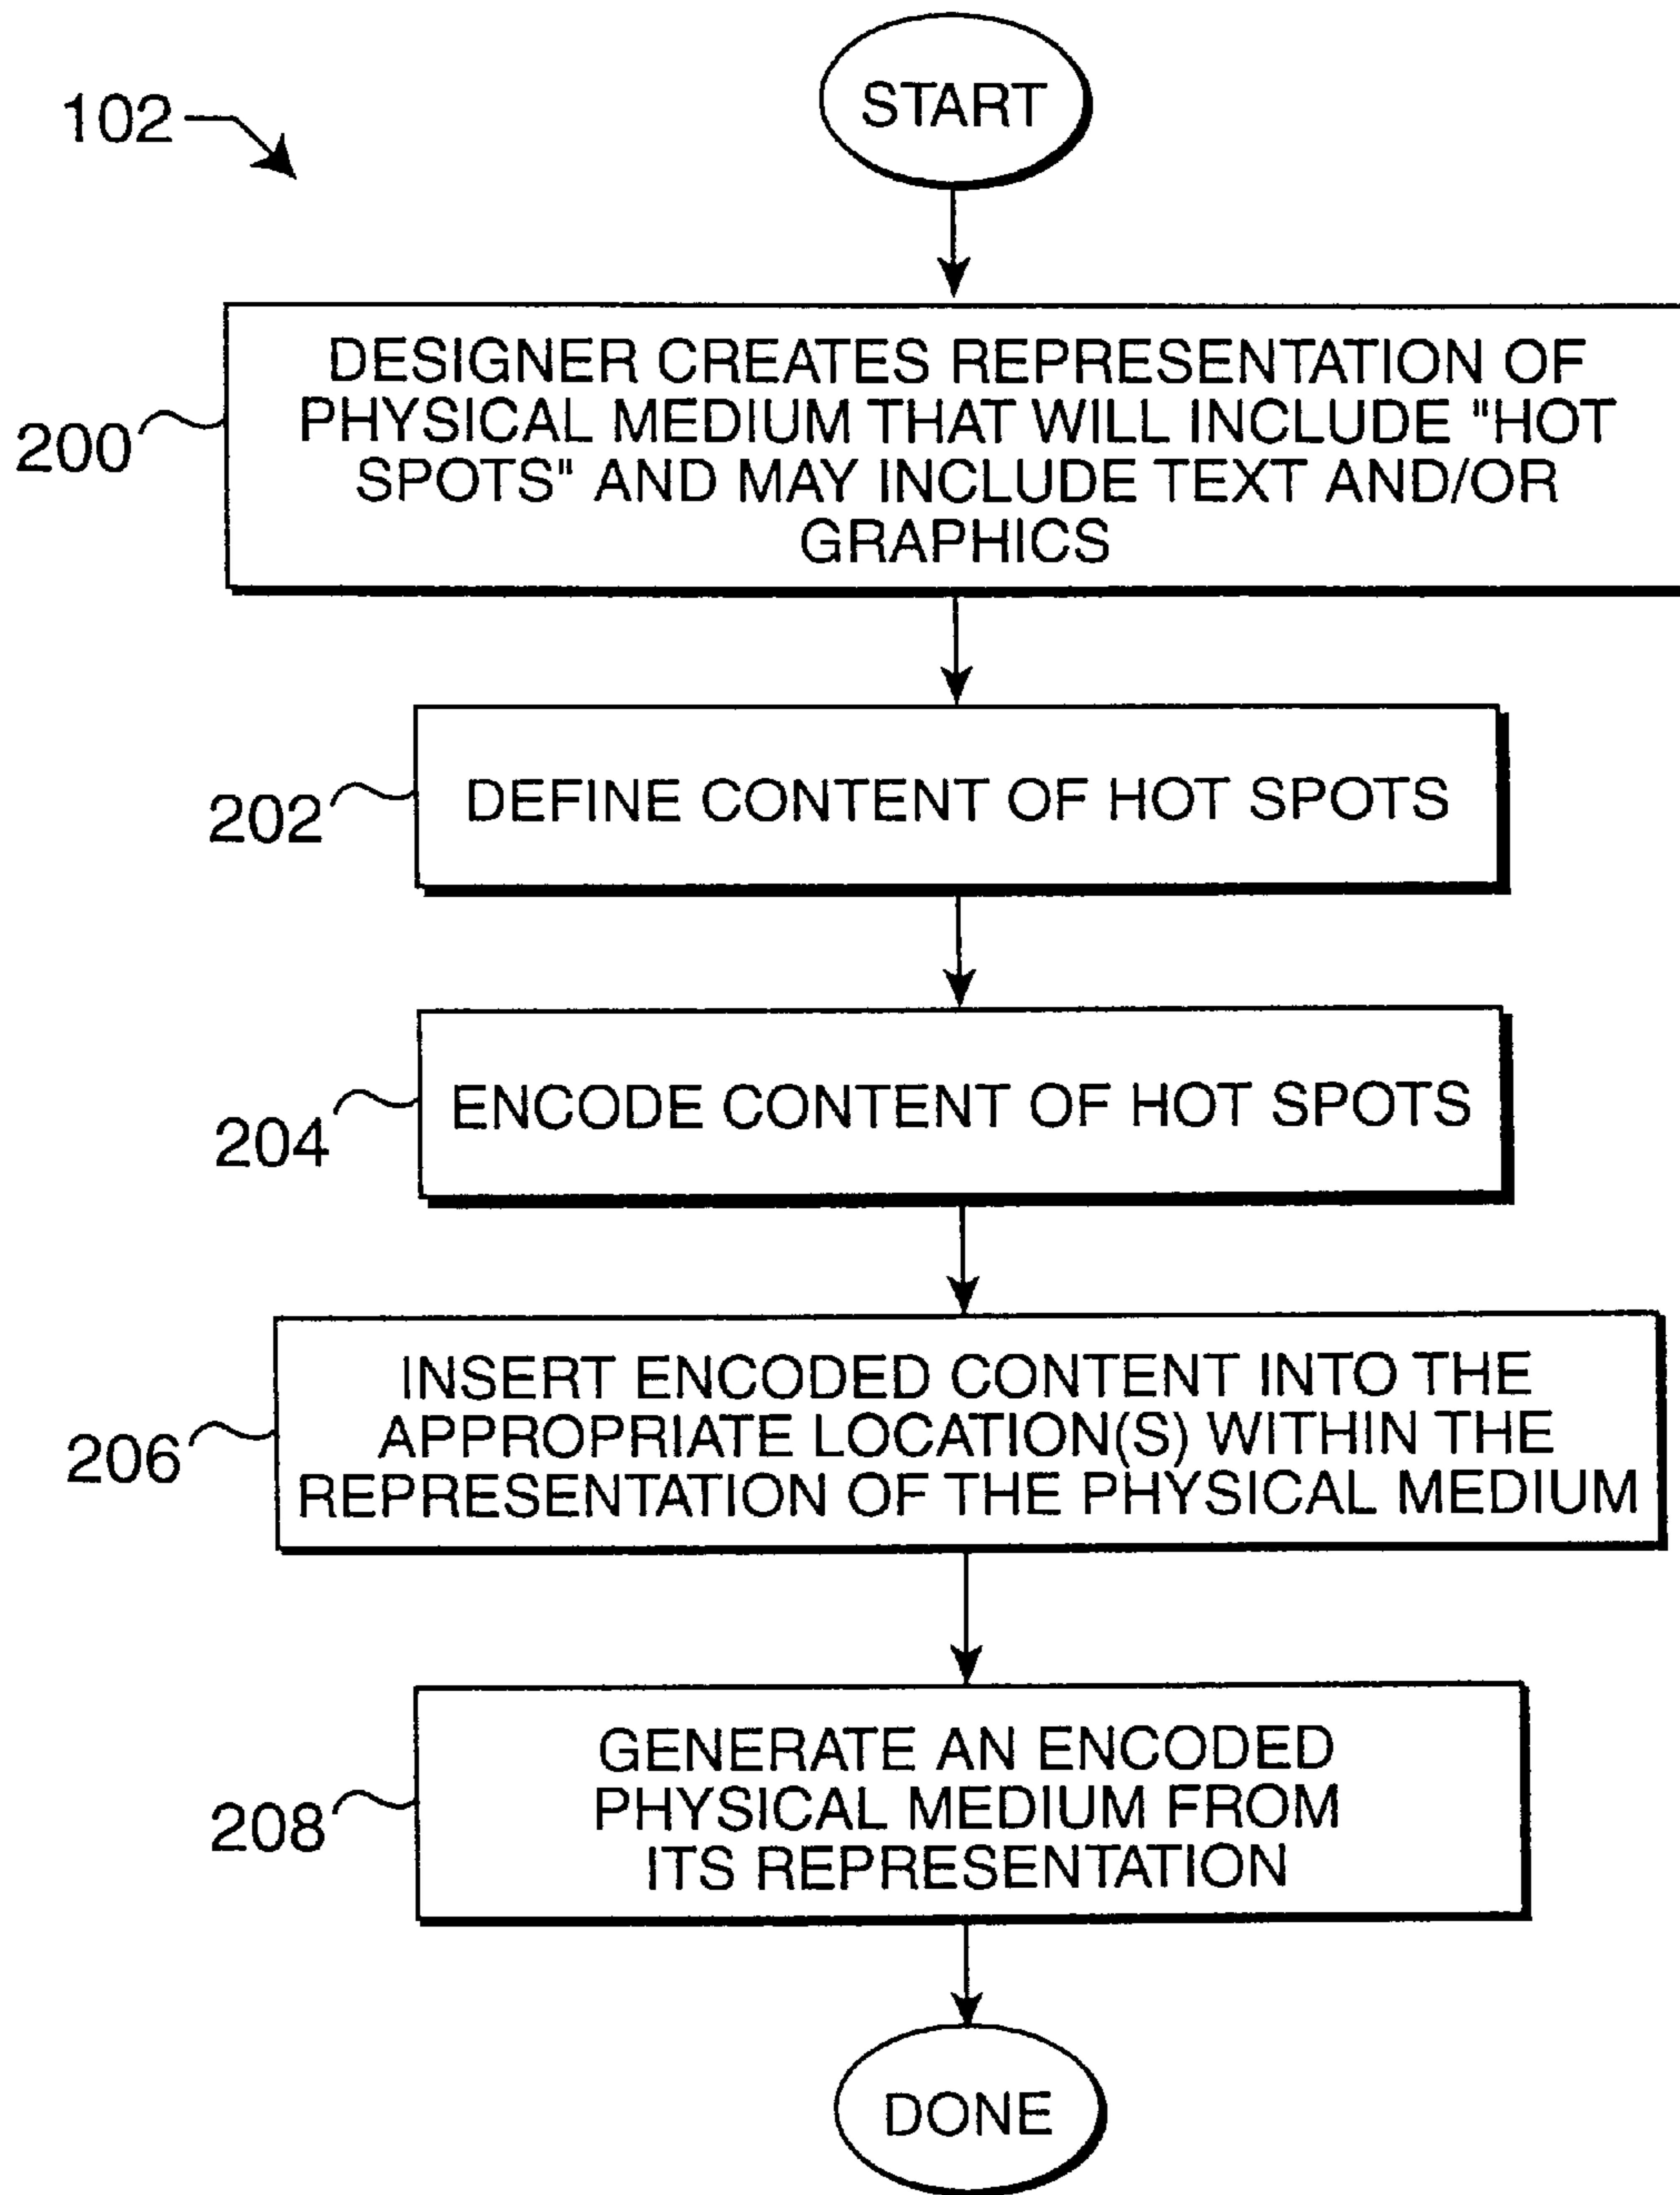 START
102
DESIGNER CREATES REPRESENTATION OF
PHYSICAL MEDIUM THAT WILL INCLUDE "HOT
SPOTS" AND MAY INCLUDE TEXT AND/OR
GRAPHICS
200
DEFINE CONTENT OF HOT SPOTS
202
ENCODE CONTENT OF HOT SPOTS
204
INSERT ENCODED CONTENT INTO THE
APPROPRIATE LOCATION(S) WITHIN THE
REPRESENTATION OF THE PHYSICAL MEDIUM
206
GENERATE AN ENCODED
PHYSICAL MEDIUM FROM
ITS REPRESENTATION
208
DONE